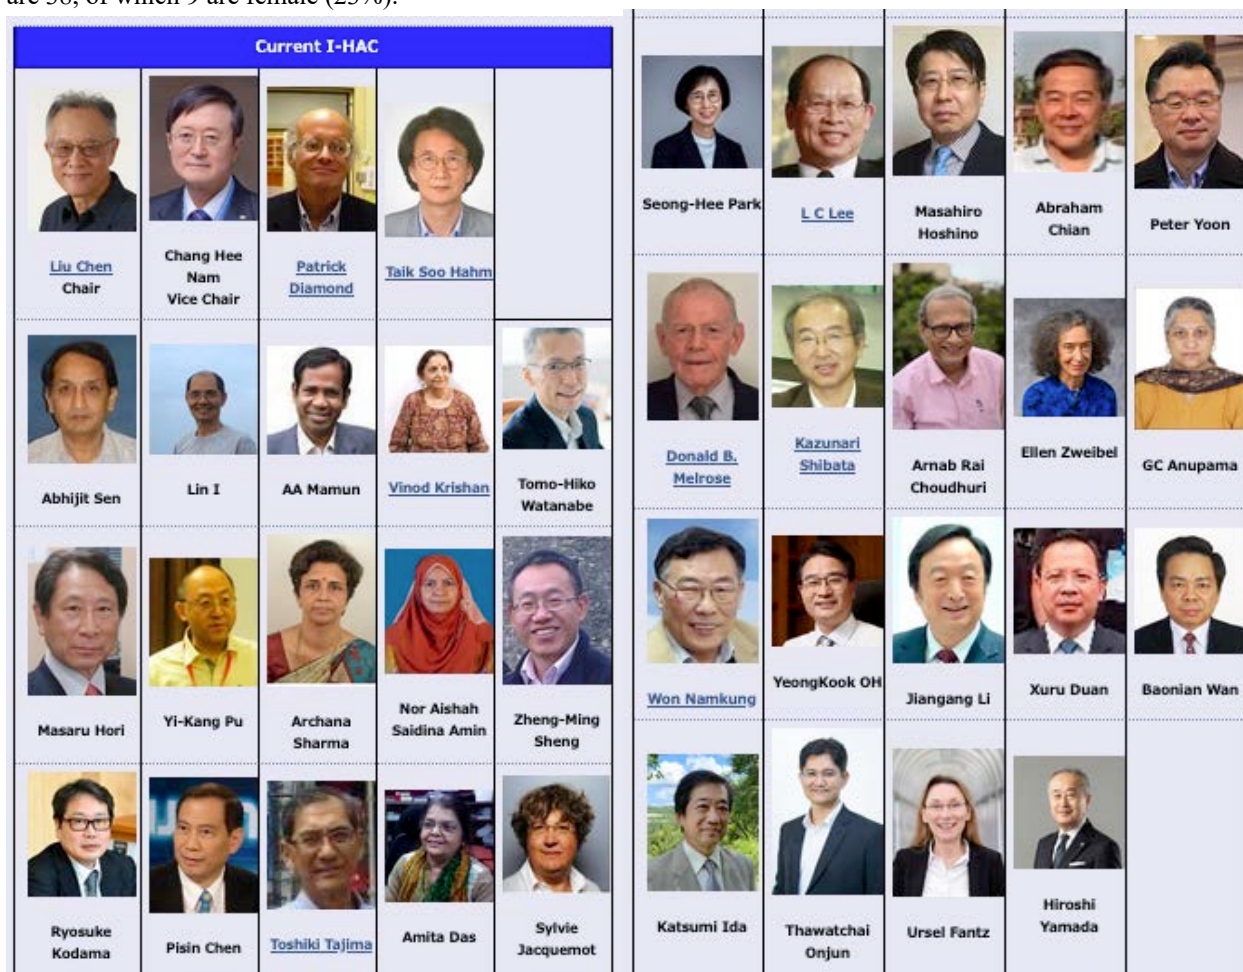 are 38, of which 9 are female (23%).
Current I-HAC
Liu Chen
Chair
Chang Hee
Nam
Vice Chair
Patrick
Diamond
Taik Soo Hahm
Abhijit Sen
Lin I
AA Mamun
Vinod Krishan
Tomo-Hiko
Watanabe
Masaru Hori
Yi-Kang Pu
Archana
Sharma
Nor Aishah
Saidina Amin
Zheng-Ming
Sheng
Ryosuke
Kodama
Pisin Chen
Toshiki Tajima
Amita Das
Sylvie
Jacquemot
Seong-Hee Park
L C Lee
Masahiro
Hoshino
Abraham
Chian
Peter Yoon
Donald B.
Melrose
Kazunari
Shibata
Arnab Rai
Choudhuri
Ellen Zweibel
GC Anupama
Won Namkung
YeongKook OH
Jiangang Li
Xuru Duan
Baonian Wan
Katsumi Ida
Thawatchai
Onjun
Ursel Fantz
Hiroshi
Yamada